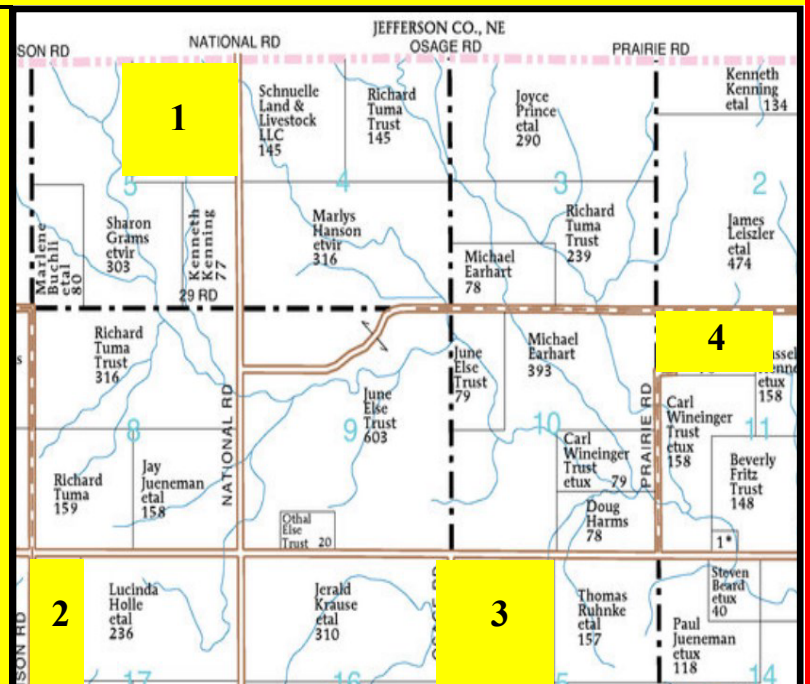 JEFFERSON CO., NE
SON RD
NATIONAL RD
OSAGE RD
PRAIRIE RD
1
Schnuelle
Land &
Livestock
LLC
145
Richard
Tuma
Trust
145
Joyce
Prince
etal
290
Kenneth
Kenning
etal 134
5
4
3
2
Marlene
Buchli
etal
80
Sharon
Grams
etvir
303
Kenneth
Kenning
77
Marlys
Hanson
etvir
316
Michael
Earhart
78
Richard
Tuma
Trust
239
James
Leiszler
etal
474
29 RD
s
Richard
Tuma
Trust
316
NATIONAL RD
June
Else
Trust
603
June
Else
Trust
79
Michael
Earhart
393
4
etux
158
PRAIRIE RD
Carl
Wineinger
Trust
etux
158
8
9
10
11
Richard
Tuma
159
Jay
Jueneman
etal
158
Othal
Else
Trust 20
Carl
Wineinger
Trust
etux 79
Doug
Harms
78
Beverly
Fritz
Trust
148
1*
2
SON RD
Lucinda
Holle
etal
236
Jerald
Krause
etal
310
3
Thomas
Ruhnke
etal
157
Steven
Beard
etux
40
Paul
Jueneman
etux
118
17
16
5
14